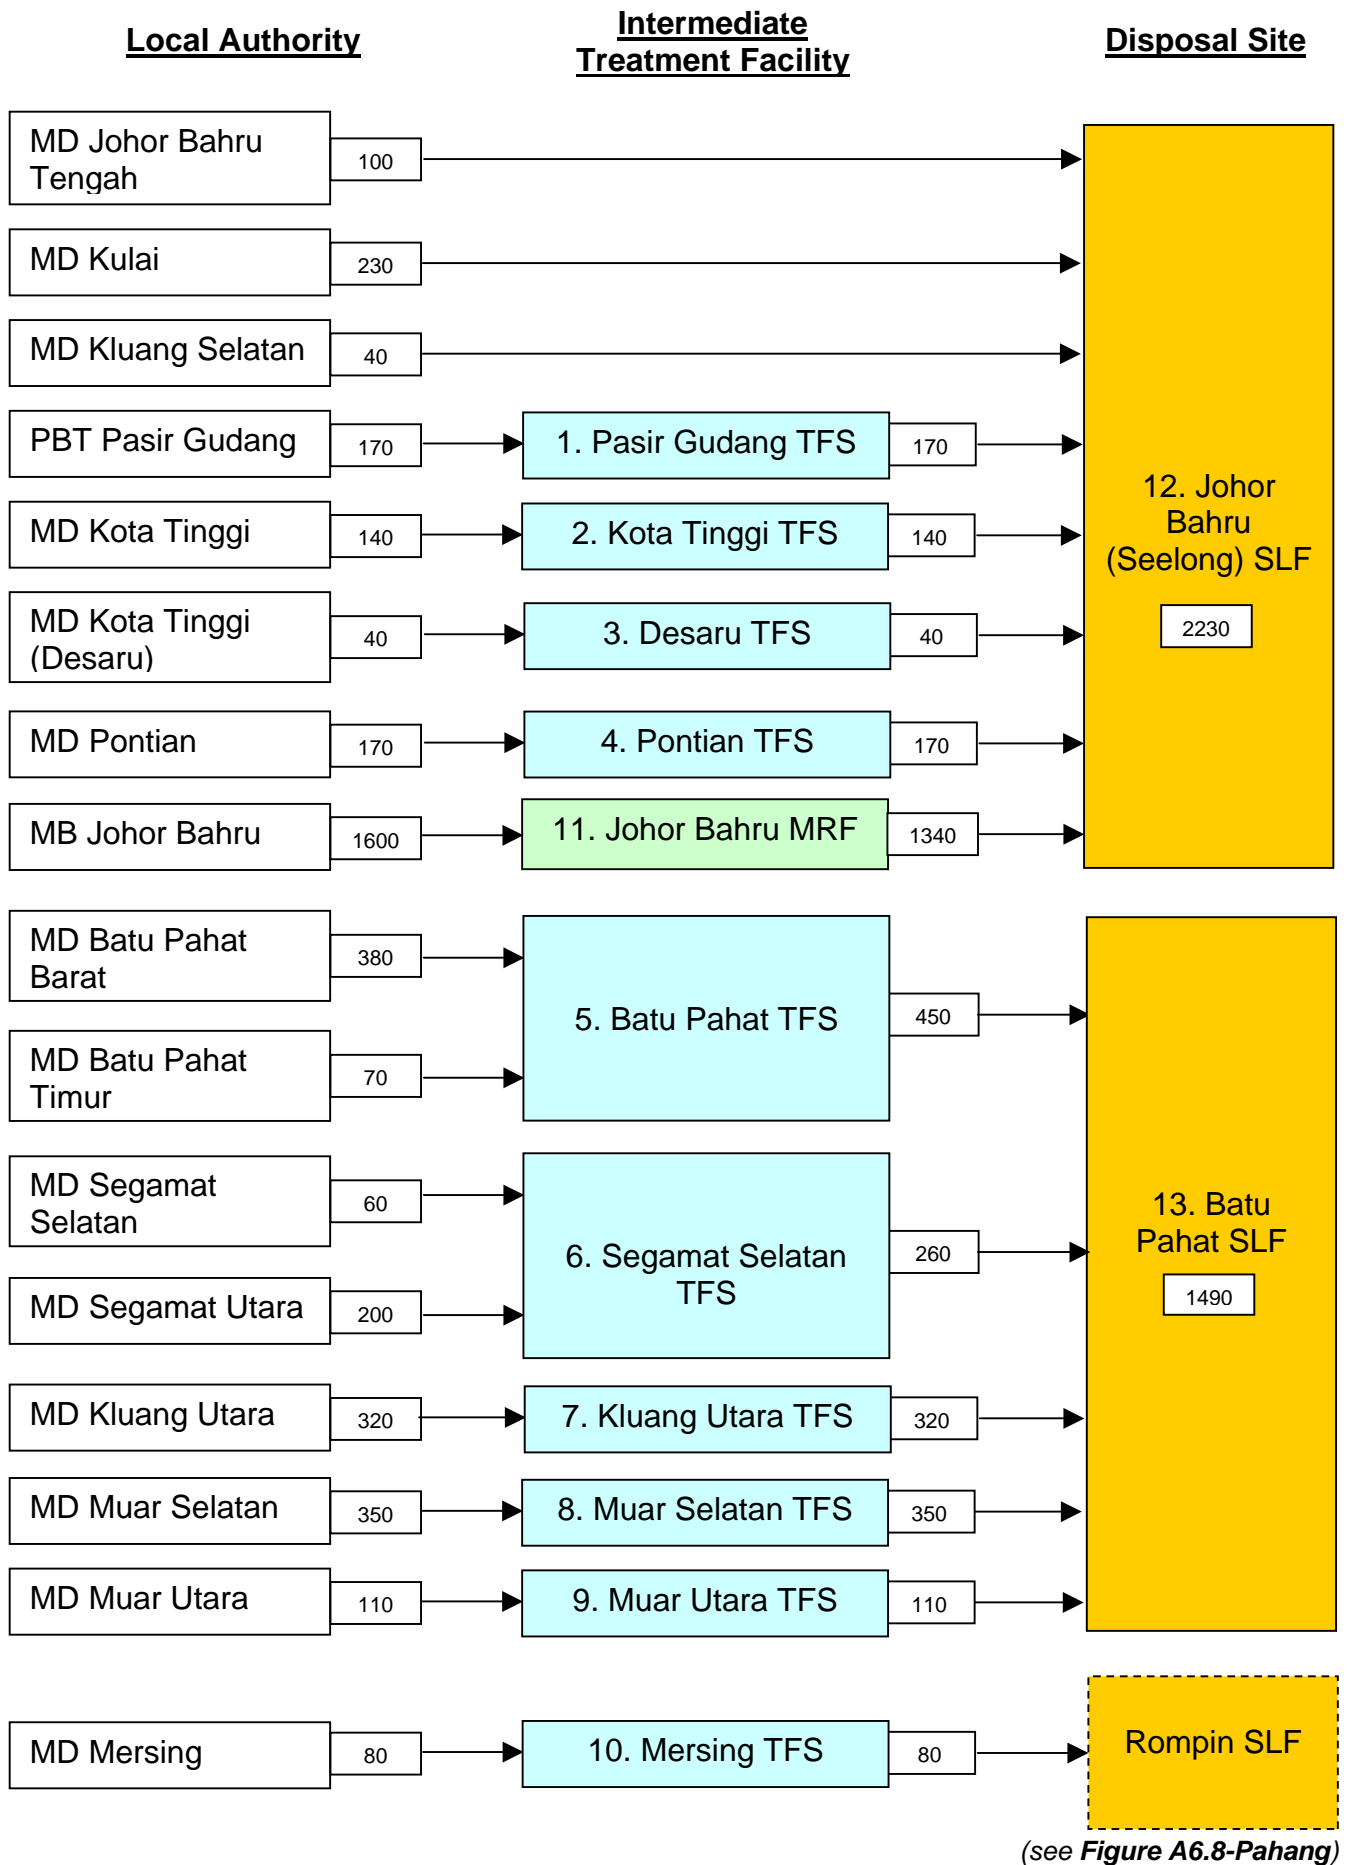 Local Authority
Intermediate
Treatment Facility
Disposal Site
MD Johor Bahru
Tengah
100
MD Kulai
230
MD Kluang Selatan
40
PBT Pasir Gudang
170
1. Pasir Gudang TFS
170
MD Kota Tinggi
140
2. Kota Tinggi TFS
140
MD Kota Tinggi
(Desaru)
40
3. Desaru TFS
40
MD Pontian
170
4. Pontian TFS
170
MB Johor Bahru
1600
11. Johor Bahru MRF
1340
12. Johor
Bahru
(Seelong) SLF
2230
MD Batu Pahat
Barat
380
MD Batu Pahat
Timur
70
5. Batu Pahat TFS
450
MD Segamat
Selatan
60
MD Segamat Utara
200
6. Segamat Selatan
TFS
260
MD Kluang Utara
320
7. Kluang Utara TFS
320
MD Muar Selatan
350
8. Muar Selatan TFS
350
MD Muar Utara
110
9. Muar Utara TFS
110
13. Batu
Pahat SLF
1490
MD Mersing
80
10. Mersing TFS
80
Rompin SLF
(see Figure A6.8-Pahang)